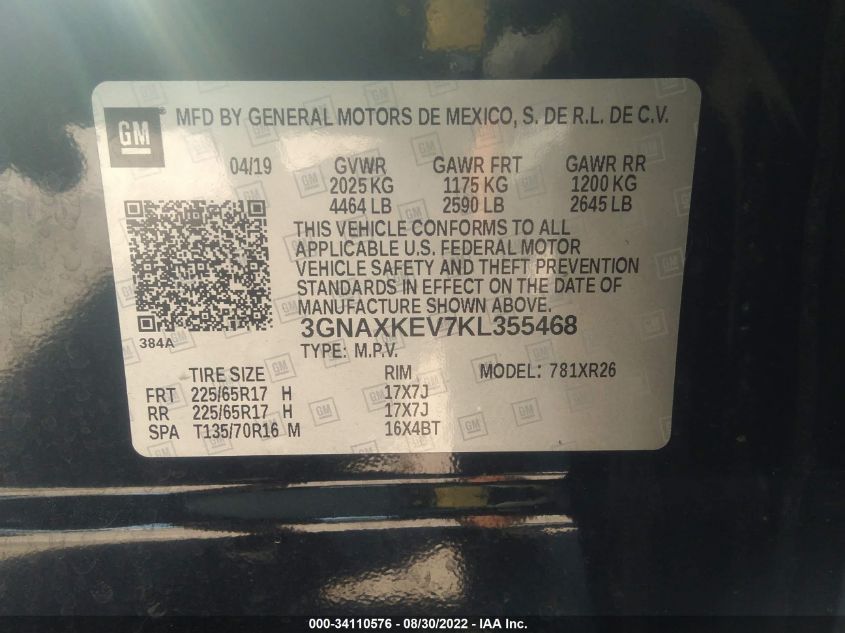 GM
MFD BY GENERAL MOTORS DE MEXICO, S. DE R.L. DE C.V.
04/19 GVWR GAWR FRT GAWR RR
2025 KG 1175 KG 1200 KG
4464 LB 2590 LB 2645 LB
THIS VEHICLE CONFORMS TO ALL
APPLICABLE U.S. FEDERAL MOTOR
VEHICLE SAFETY AND THEFT PREVENTION
STANDARDS IN EFFECT ON THE DATE OF
MANUFACTURE SHOWN ABOVE.
384A
3GNAXKEV7KL355468
TYPE: M.P.V.
TIRE SIZE RIM MODEL: 781XR26
FRT 225/65R17 H 17X7J
RR 225/65R17 H 17X7J
SPA T135/70R16 M 16X4BT
000-34110576 - 08/30/2022 - IAA Inc.